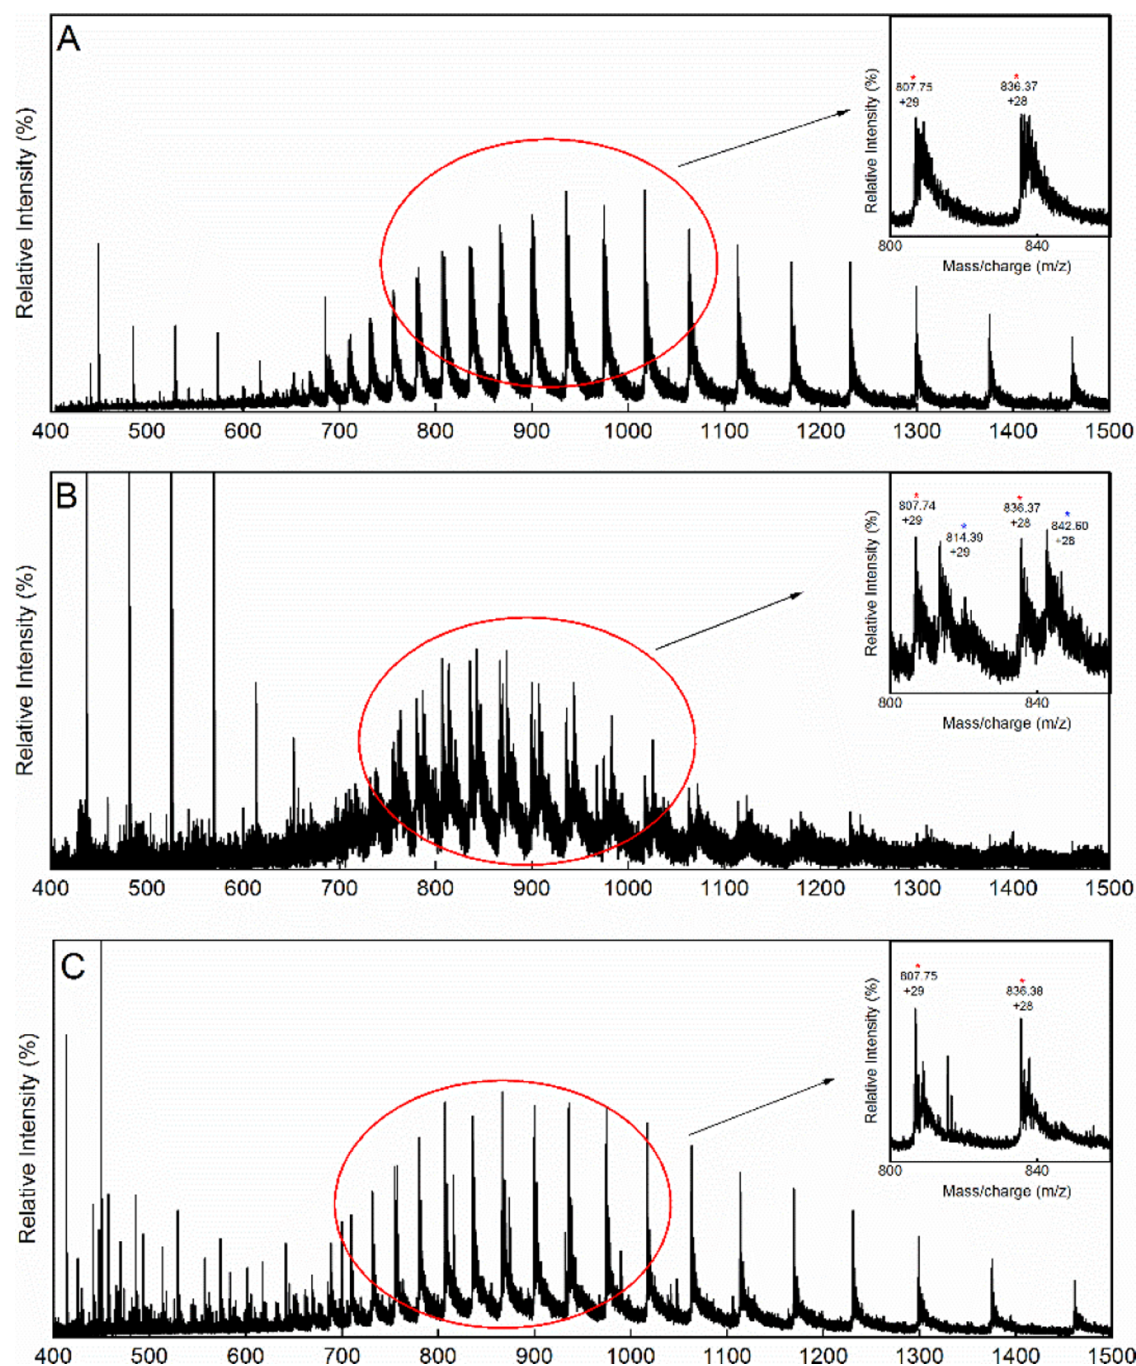 A
Relative Intensity (%)
400 500 600 700 800 900 1000 1100 1200 1300 1400 1500
Relative Intensity (%)
* *
807.75 836.37
+29 +28
800 840
Mass/charge (m/z)
B
Relative Intensity (%)
400 500 600 700 800 900 1000 1100 1200 1300 1400 1500
Relative Intensity (%)
* *
807.74 836.37
+29 +28
* *
814.39 842.60
+29 +28
800 840
Mass/charge (m/z)
C
Relative Intensity (%)
400 500 600 700 800 900 1000 1100 1200 1300 1400 1500
Relative Intensity (%)
* *
807.75 836.38
+29 +28
800 840
Mass/charge (m/z)